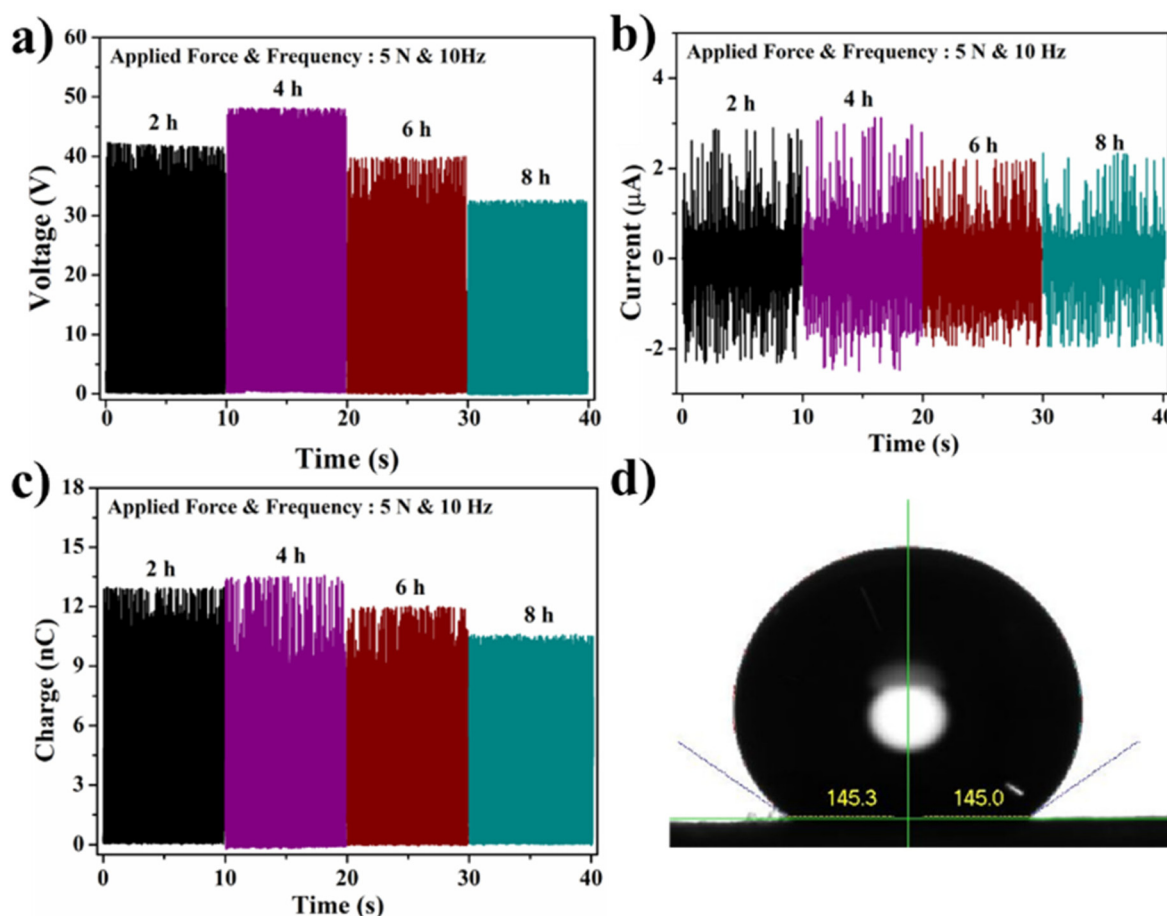 a)
Applied Force & Frequency : 5 N & 10Hz
60
50
40
30
20
10
0
Voltage (V)
2 h
4 h
6 h
8 h
0 10 20 30 40
Time (s)
b)
Applied Force & Frequency : 5 N & 10 Hz
4
2
0
-2
Current (μA)
2 h
4 h
6 h
8 h
0 10 20 30 40
Time (s)
c)
Applied Force & Frequency : 5 N & 10 Hz
18
15
12
9
6
3
0
Charge (nC)
2 h
4 h
6 h
8 h
0 10 20 30 40
Time (s)
d)
145.3 145.0